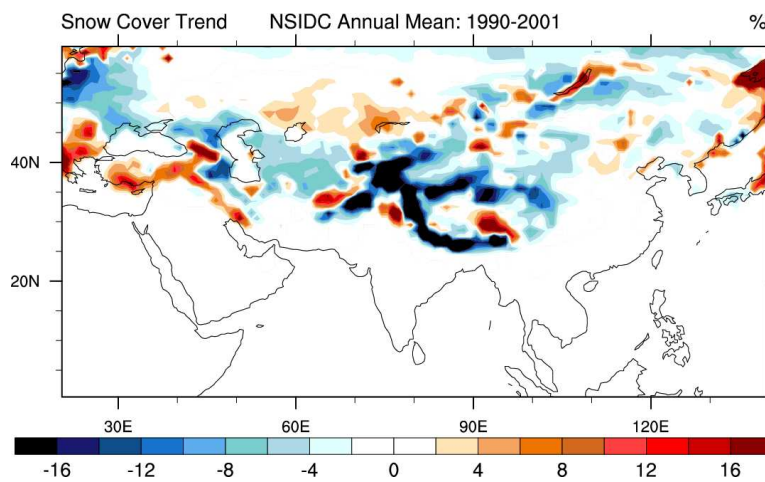 Snow Cover Trend NSIDC Annual Mean: 1990-2001 %
40N
20N
30E 60E 90E 120E
-16 -12 -8 -4 0 4 8 12 16